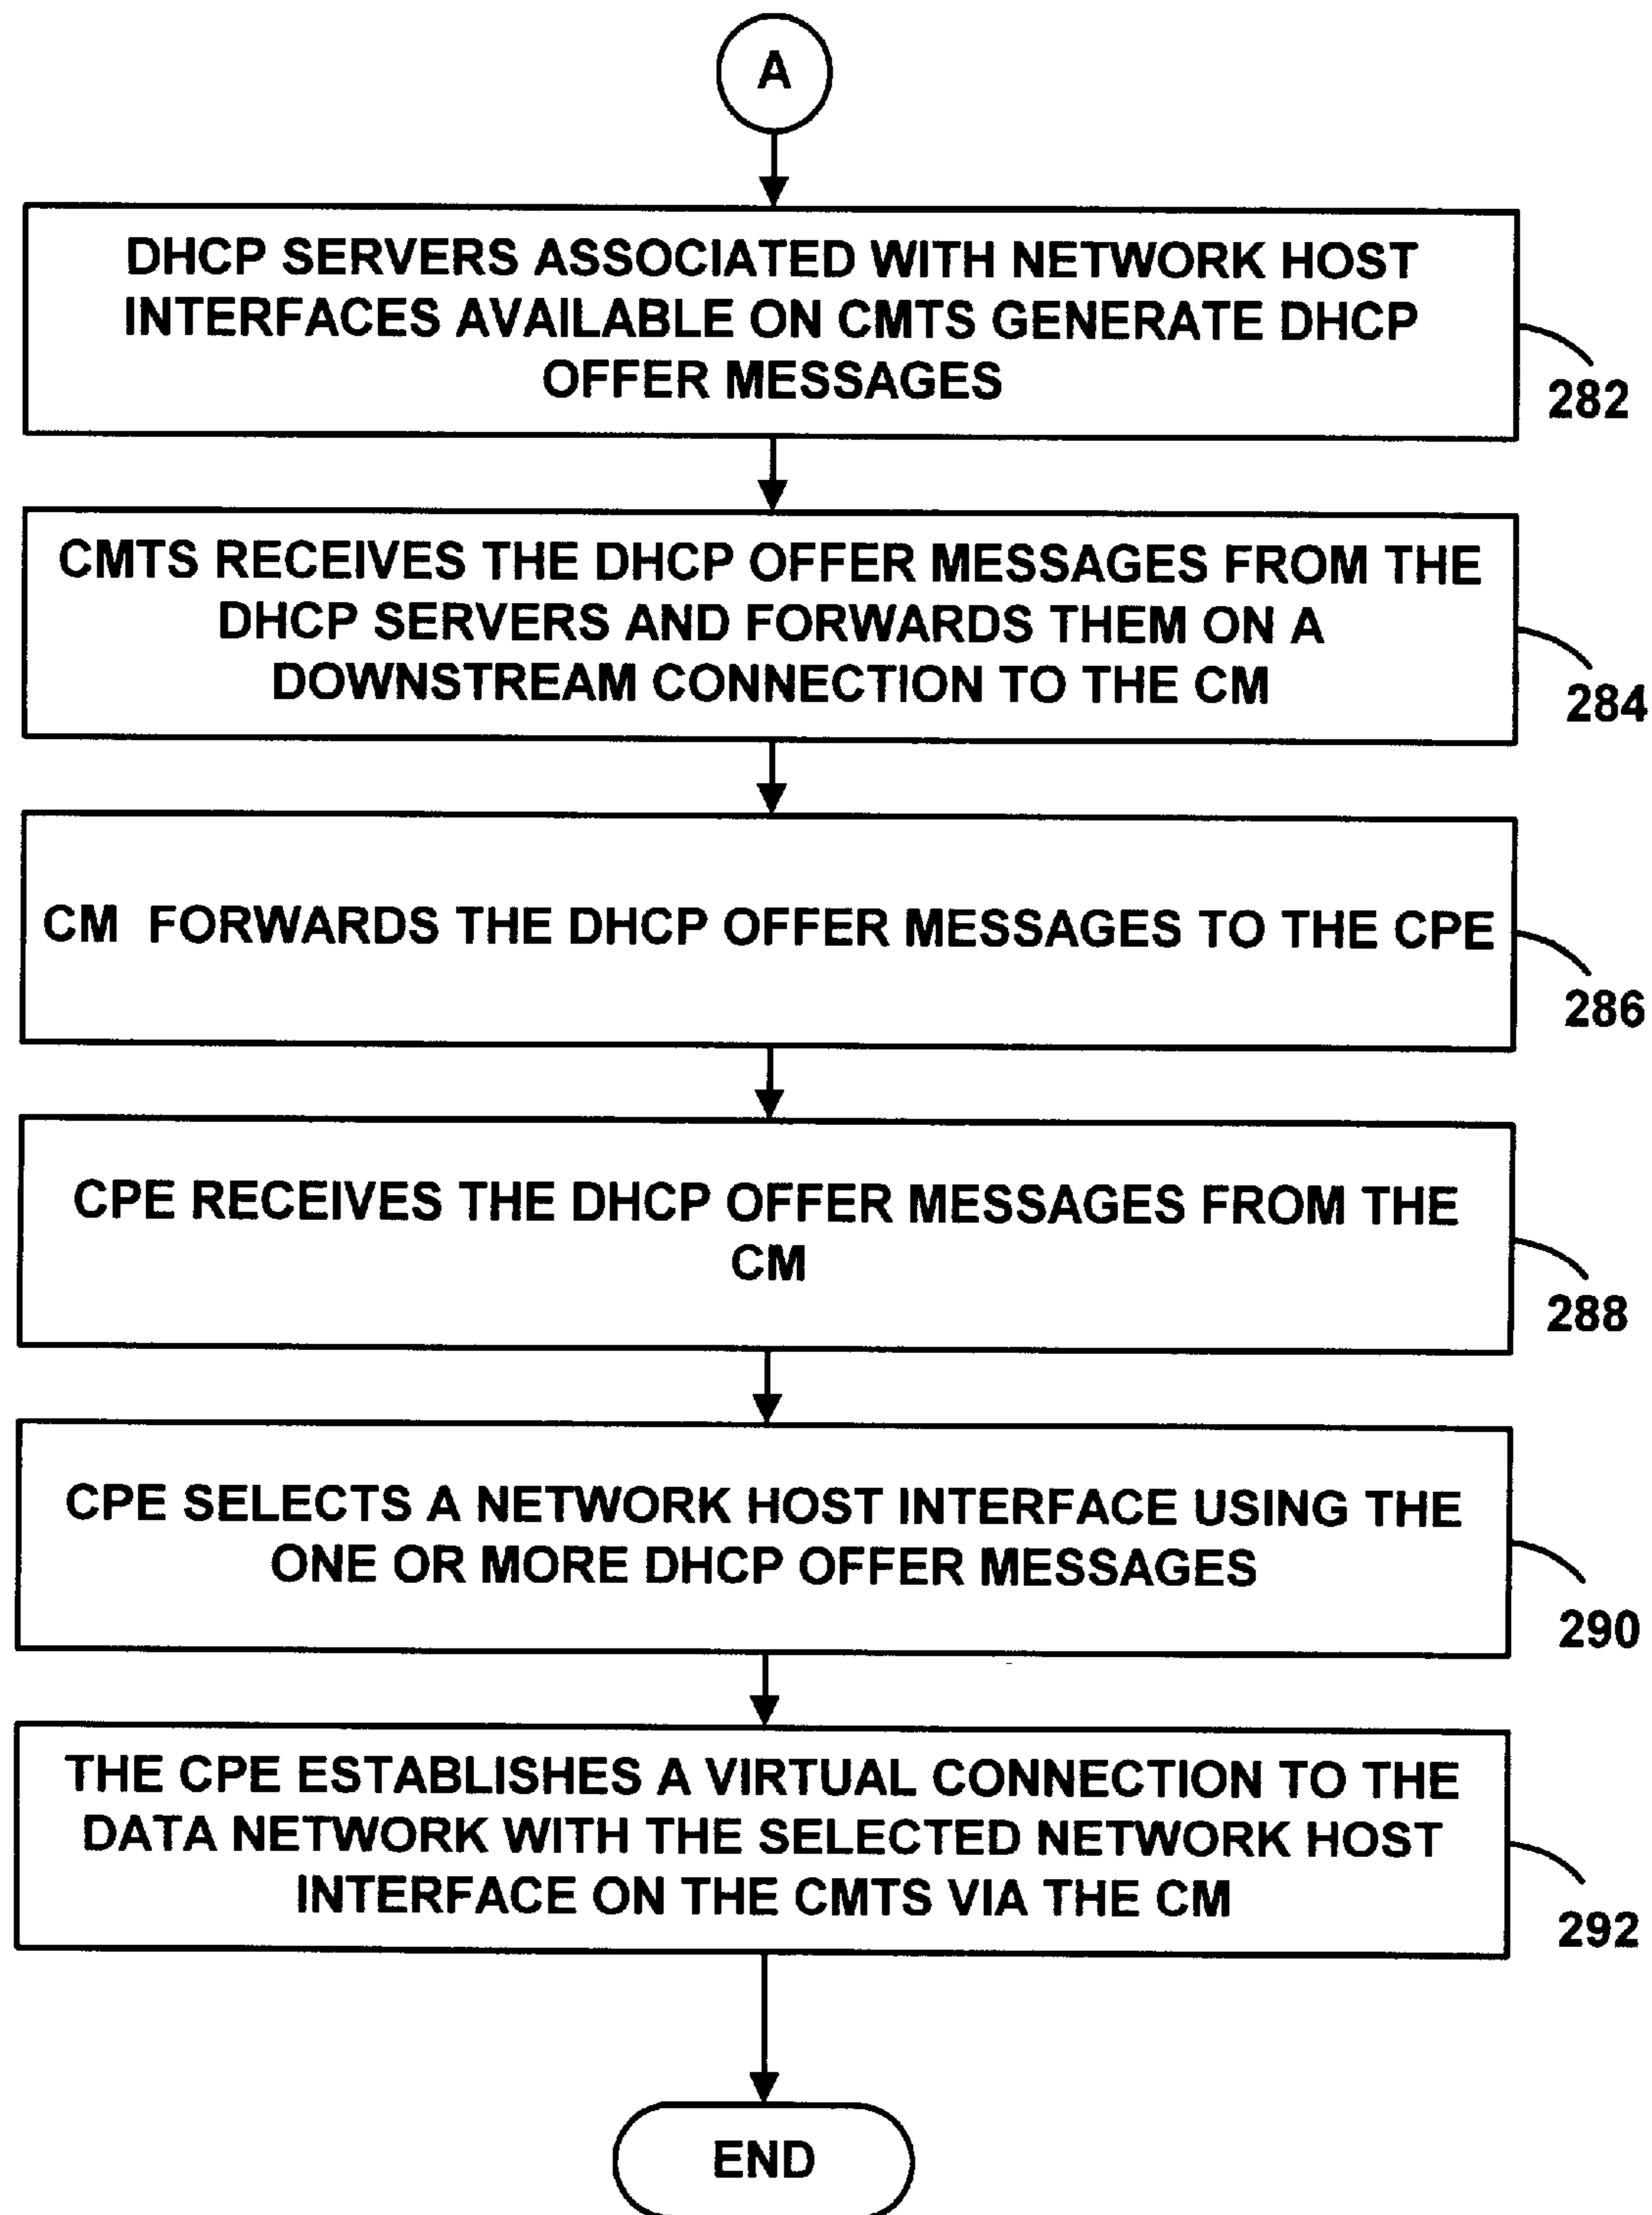 A
DHCP SERVERS ASSOCIATED WITH NETWORK HOST
INTERFACES AVAILABLE ON CMTS GENERATE DHCP
OFFER MESSAGES
282
CMTS RECEIVES THE DHCP OFFER MESSAGES FROM THE
DHCP SERVERS AND FORWARDS THEM ON A
DOWNSTREAM CONNECTION TO THE CM
284
CM FORWARDS THE DHCP OFFER MESSAGES TO THE CPE
286
CPE RECEIVES THE DHCP OFFER MESSAGES FROM THE
CM
288
CPE SELECTS A NETWORK HOST INTERFACE USING THE
ONE OR MORE DHCP OFFER MESSAGES
290
THE CPE ESTABLISHES A VIRTUAL CONNECTION TO THE
DATA NETWORK WITH THE SELECTED NETWORK HOST
INTERFACE ON THE CMTS VIA THE CM
292
END